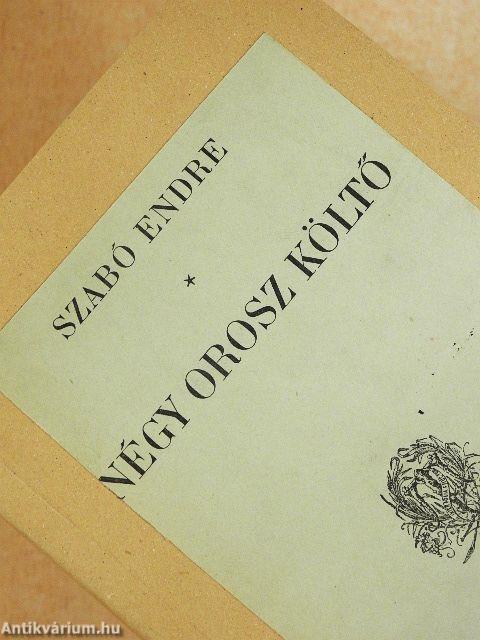 SZABÓ ENDRE
*
NÉGY OROSZ KÖLTŐ
Antikvárium.hu